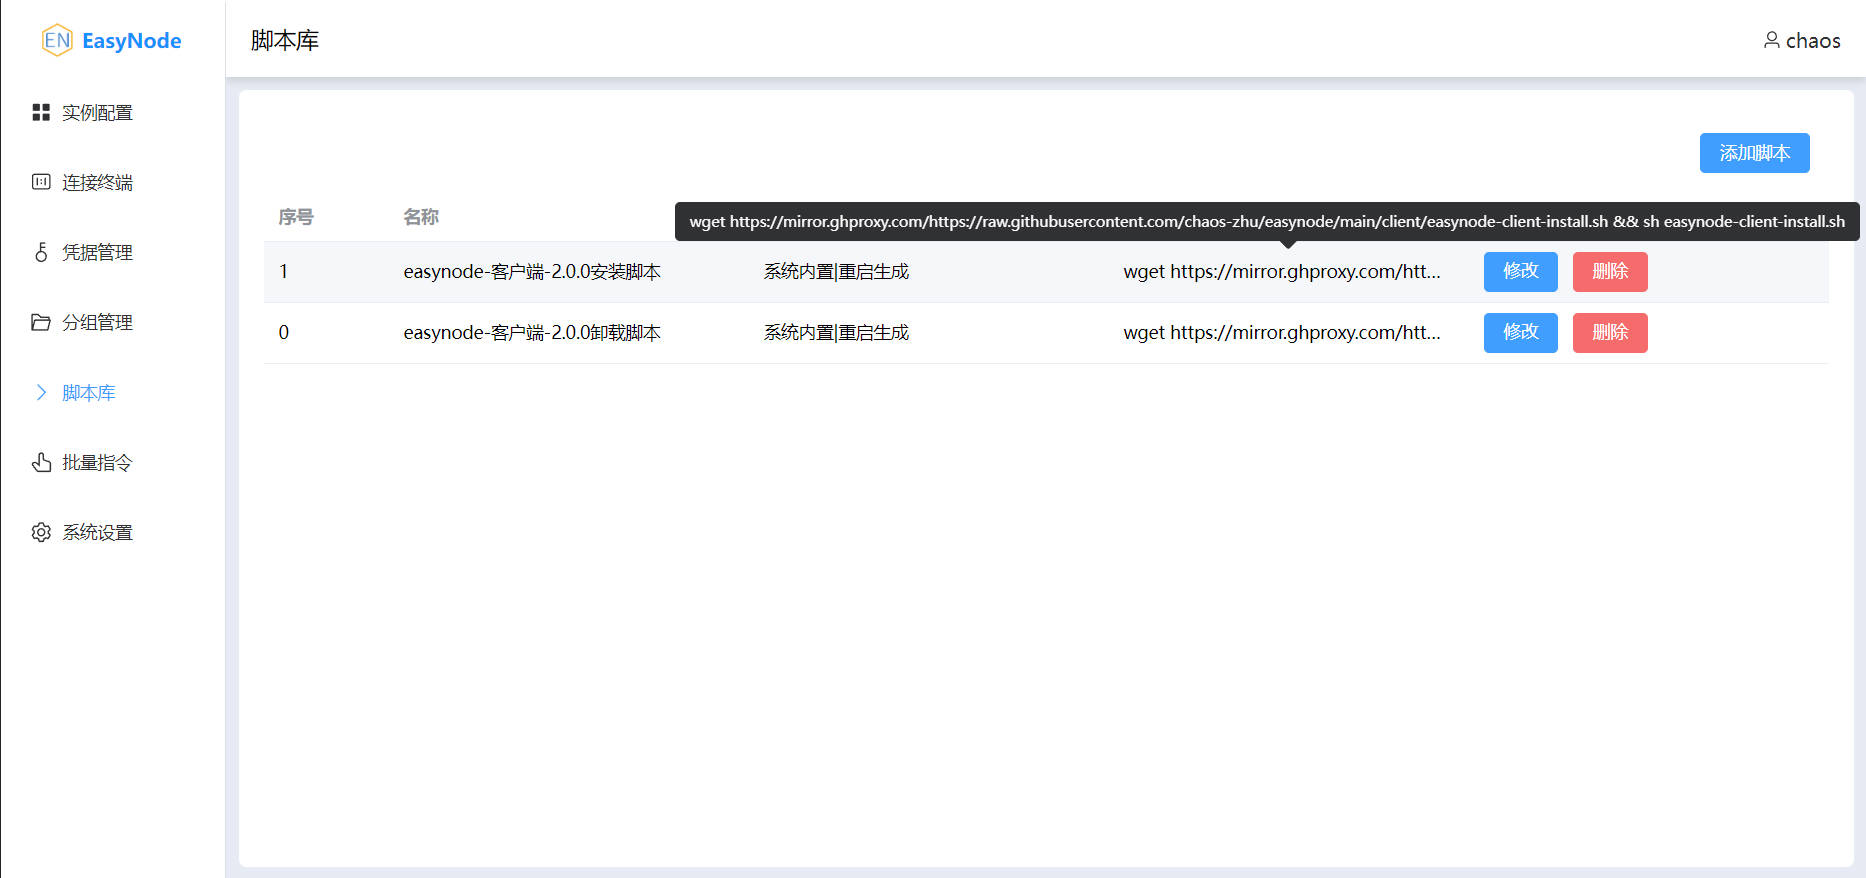 EN EasyNode
脚本库
chaos
实例配置
连接终端
凭据管理
分组管理
脚本库
批量指令
系统设置
添加脚本
序号 名称
wget https://mirror.ghproxy.com/https://raw.githubusercontent.com/chaos-zhu/easynode/main/client/easynode-client-install.sh && sh easynode-client-install.sh
1 easynode-客户端-2.0.0安装脚本 系统内置|重启生成 wget https://mirror.ghproxy.com/htt... 修改 删除
0 easynode-客户端-2.0.0卸载脚本 系统内置|重启生成 wget https://mirror.ghproxy.com/htt... 修改 删除